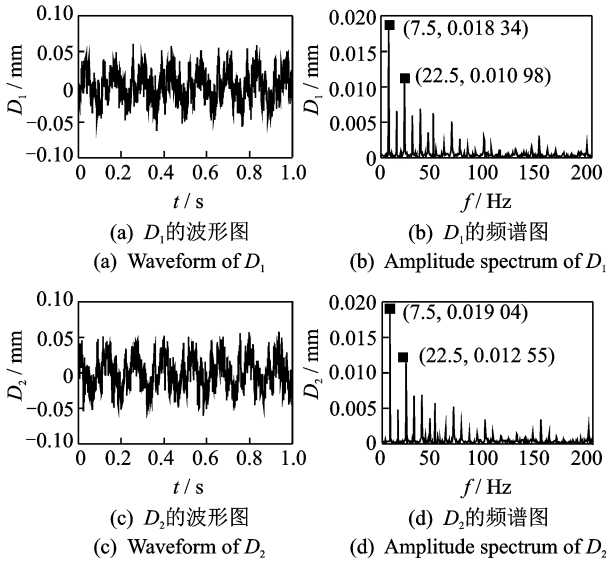 0.10
0.05
0
−0.05
−0.10
D1 / mm
0 0.2 0.4 0.6 0.8 1.0
t / s
(a) D1的波形图
(a) Waveform of D1
0.020
0.015
0.010
0.005
0
D1 / mm
(7.5, 0.018 34)
(22.5, 0.010 98)
0 50 100 150 200
f / Hz
(b) D1的频谱图
(b) Amplitude spectrum of D1
0.10
0.05
0
−0.05
−0.10
D2 / mm
0 0.2 0.4 0.6 0.8 1.0
t / s
(c) D2的波形图
(c) Waveform of D2
0.020
0.015
0.010
0.005
0
D2 / mm
(7.5, 0.019 04)
(22.5, 0.012 55)
0 50 100 150 200
f / Hz
(d) D2的频谱图
(d) Amplitude spectrum of D2